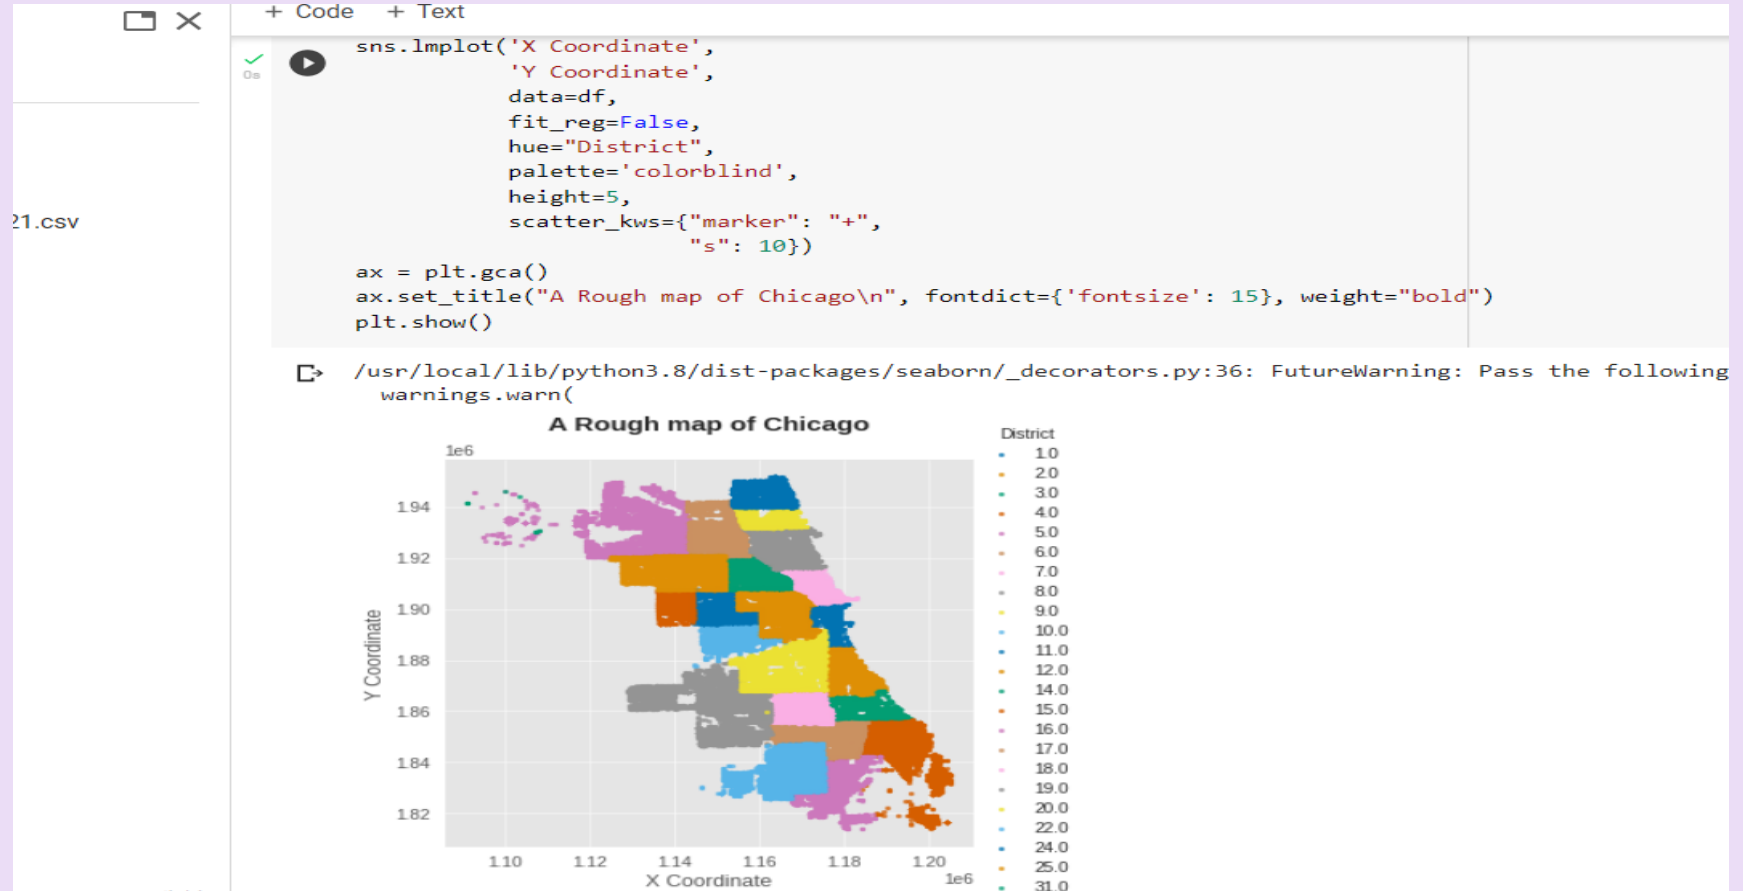 + Code + Text
0s
21.csv
sns.lmplot('X Coordinate',
'Y Coordinate',
data=df,
fit_reg=False,
hue="District",
palette='colorblind',
height=5,
scatter_kws={"marker": "+",
"s": 10})
ax = plt.gca()
ax.set_title("A Rough map of Chicago\n", fontdict={'fontsize': 15}, weight="bold")
plt.show()
/usr/local/lib/python3.8/dist-packages/seaborn/_decorators.py:36: FutureWarning: Pass the following
warnings.warn(
A Rough map of Chicago
1e6
1.94
1.92
1.90
1.88
1.86
1.84
1.82
Y Coordinate
1.10 1.12 1.14 1.16 1.18 1.20
X Coordinate
1e6
District
1.0
2.0
3.0
4.0
5.0
6.0
7.0
8.0
9.0
10.0
11.0
12.0
14.0
15.0
16.0
17.0
18.0
19.0
20.0
22.0
24.0
25.0
31.0